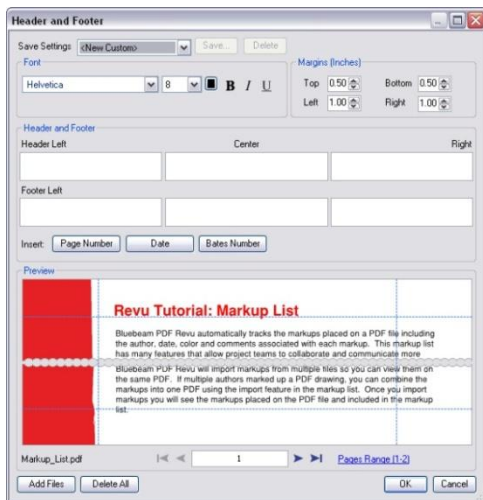 Header and Footer
Save Settings <New Custom> Save... Delete
Font
Margins (Inches)
Helvetica 8 B I U
Top 0.50 Bottom 0.50
Left 1.00 Right 1.00
Header and Footer
Header Left Center Right
Footer Left
Insert: Page Number Date Bates Number
Preview
Revu Tutorial: Markup List
Bluebeam PDF Revu automatically tracks the markups placed on a PDF file including
the author, date, color and comments associated with each markup. This markup list
has many features that allow project teams to collaborate and communicate more
Bluebeam PDF Revu will import markups from multiple files so you can view them on
the same PDF. If multiple authors marked up a PDF drawing, you can combine the
markups into one PDF using the import feature in the markup list. Once you import
markups you will see the markups placed on the PDF file and included in the markup
list.
Markup_List.pdf 1 Pages Range [1-2]
Add Files Delete All OK Cancel